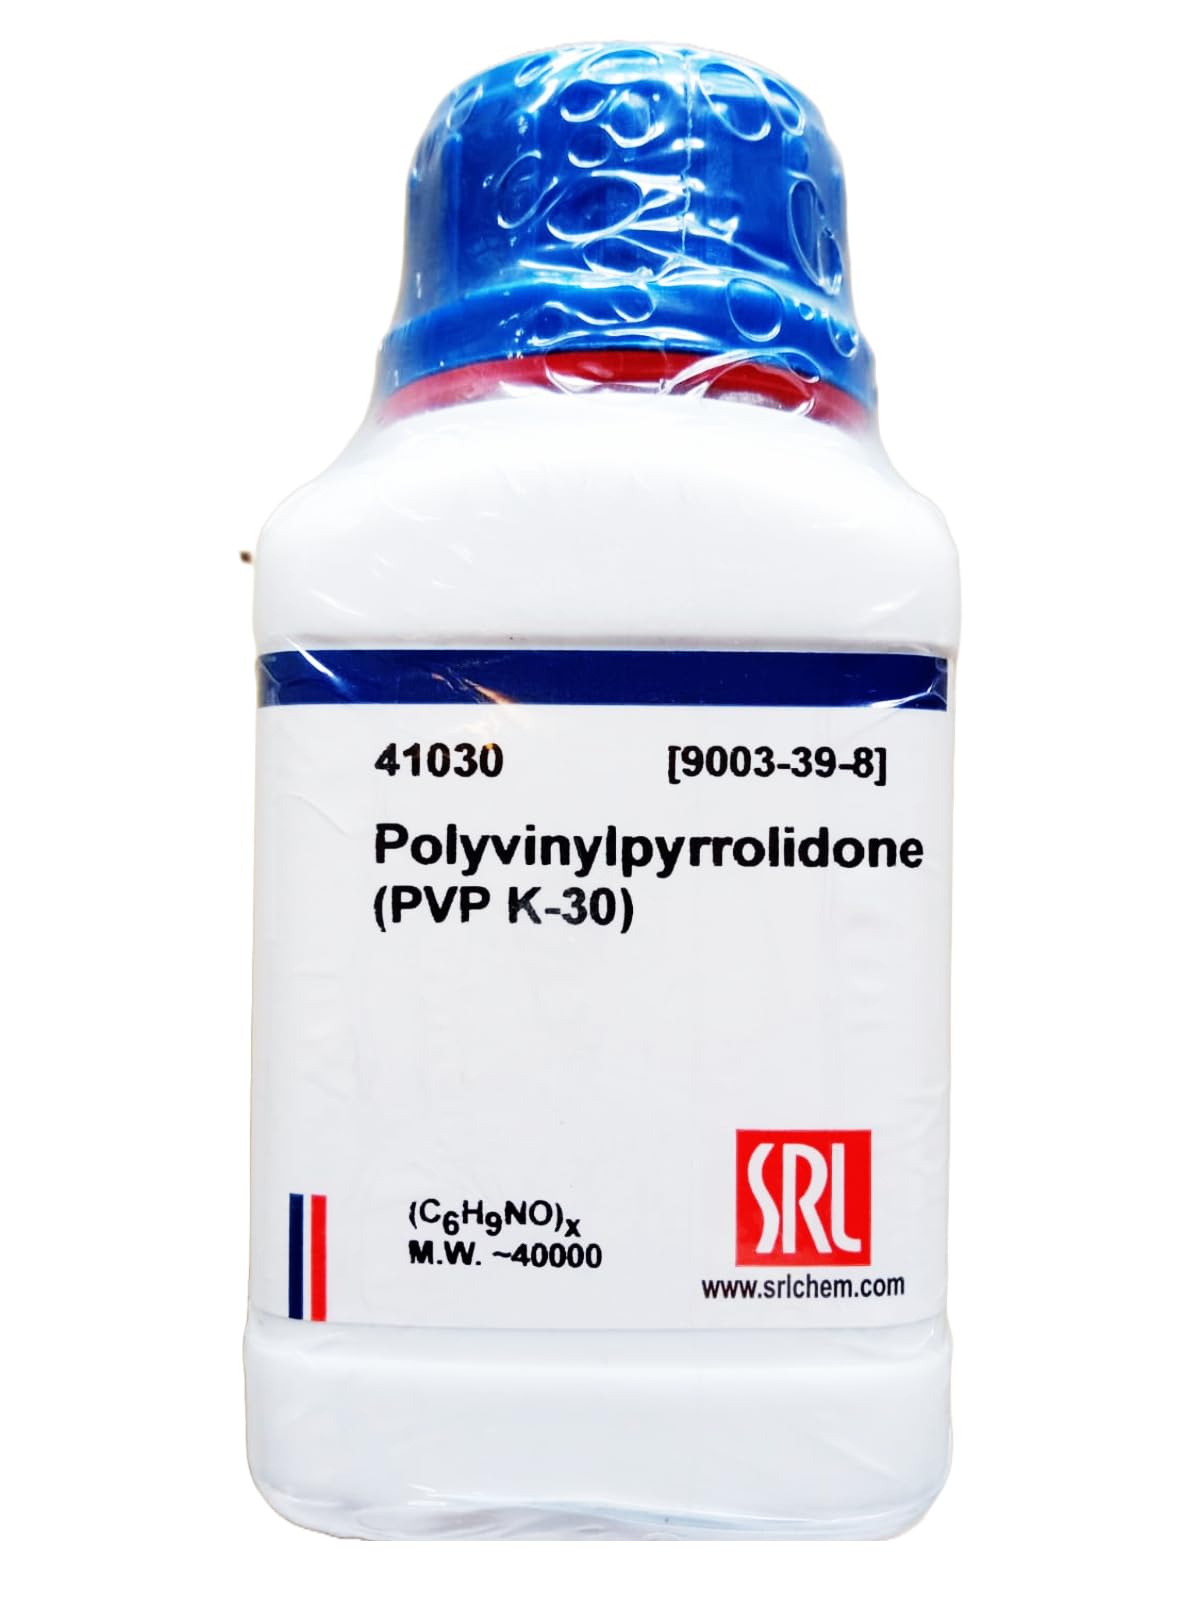 41030 [9003-39-8]
Polyvinylpyrrolidone
(PVP K-30)
(C₆H₉NO)ₓ
M.W. ~40000
SRL
www.srlchem.com